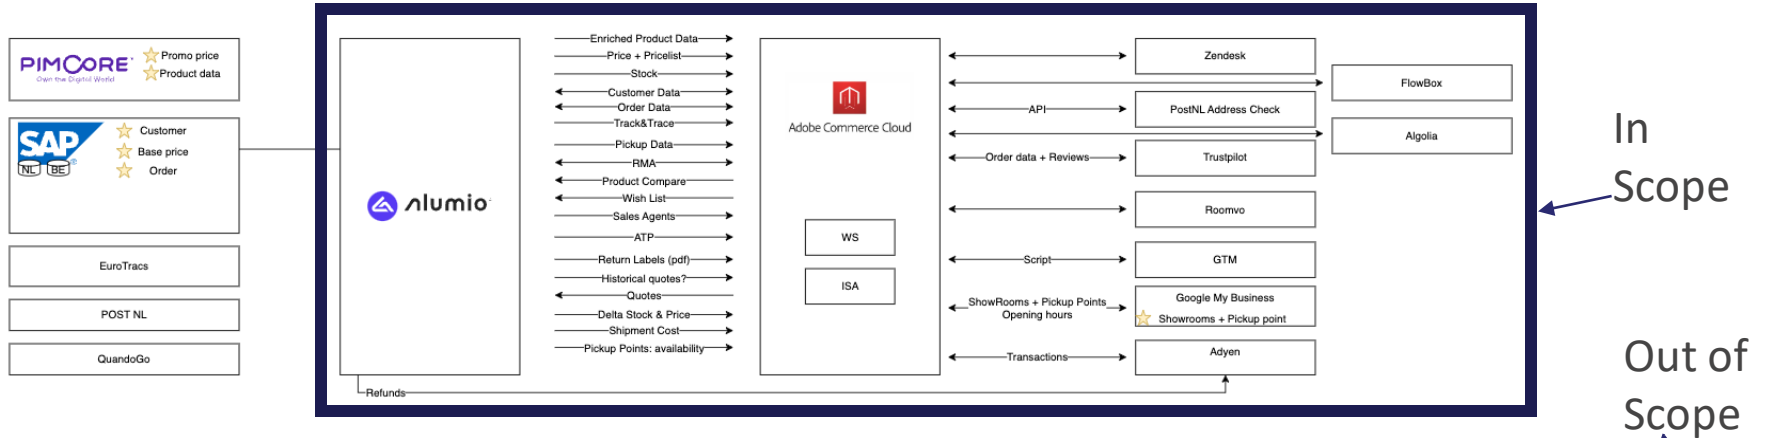 PIMCORE
Own the Digital World
Promo price
Product data
SAP
NL
BE
Customer
Base price
Order
EuroTracs
POST NL
QuandoGo
alumio
Enriched Product Data
Price + Pricelist
Stock
Customer Data
Order Data
Track&Trace
Pickup Data
RMA
Product Compare
Wish List
Sales Agents
ATP
Return Labels (pdf)
Historical quotes?
Quotes
Delta Stock & Price
Shipment Cost
Pickup Points: availability
Refunds
Adobe Commerce Cloud
WS
ISA
API
Order data + Reviews
Script
ShowRooms + Pickup Points
Opening hours
Transactions
Zendesk
FlowBox
PostNL Address Check
Algolia
Trustpilot
Roomvo
GTM
Google My Business
Showrooms + Pickup point
Adyen
In
Scope
Out of
Scope